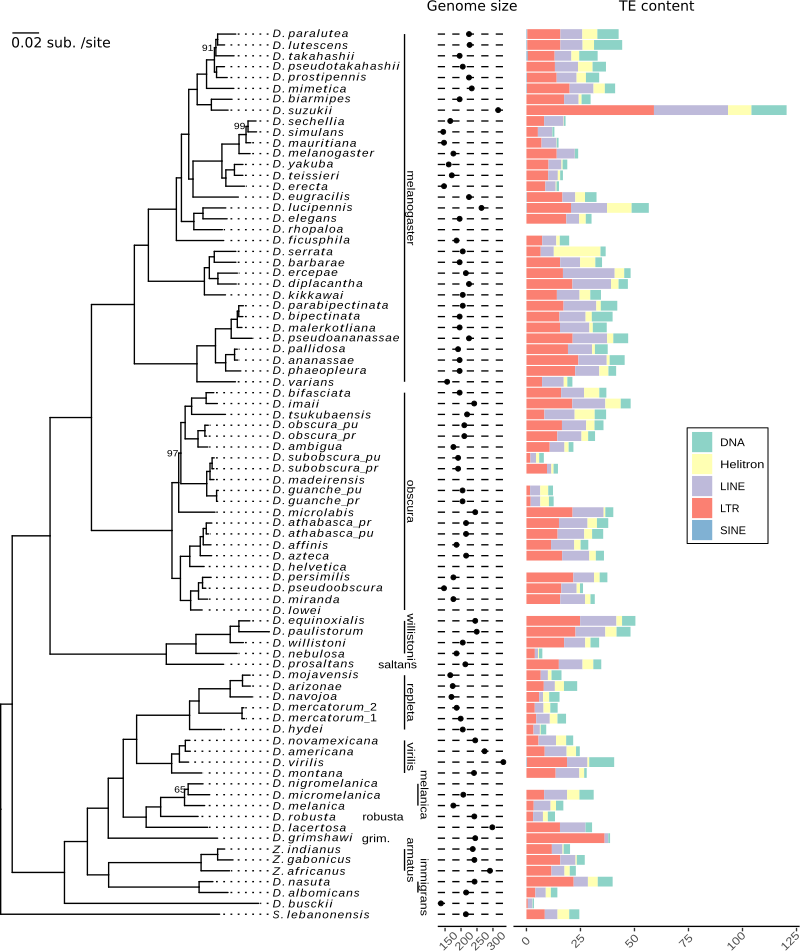 Genome size
TE content
0.02 sub. /site
D. paralutea
D. lutescens
91
D. takahashii
D. pseudotakahashii
D. prostipennis
D. mimetica
D. biarmipes
D. suzukii
D. sechellia
99
D. simulans
D. mauritiana
D. melanogaster
D. yakuba
D. teissieri
D. erecta
D. eugracilis
melanogaster
D. lucipennis
D. elegans
D. rhopaloa
D. ficusphila
D. serrata
D. barbarae
D. ercepae
D. diplacantha
D. kikkawai
D. parabipectinata
D. bipectinata
D. malerkotliana
D. pseudoananassae
D. pallidosa
D. ananassae
D. phaeopleura
D. varians
D. bifasciata
D. imaii
D. tsukubaensis
D. obscura_pu
D. obscura_pr
D. ambigua
97
D. subobscura_pu
D. subobscura_pr
D. madeirensis
D. guanche_pu
D. guanche_pr
obscura
D. microlabis
D. athabasca_pr
D. athabasca_pu
D. affinis
D. azteca
D. helvetica
D. persimilis
D. pseudoobscura
D. miranda
D. lowei
D. equinoxialis
D. paulistorum
willistoni
D. willistoni
D. nebulosa
D. prosaltans
saltans
D. mojavensis
D. arizonae
D. navojoa
repleta
D. mercatorum_2
D. mercatorum_1
D. hydei
D. novamexicana
D. americana
virilis
D. virilis
D. montana
D. nigromelanica
65
D. micromelanica
melanica
D. melanica
D. robusta
robusta
D. lacertosa
D. grimshawi
grim.
Z. indianus
Z. gabonicus
armatus
Z. africanus
D. nasuta
immigrans
D. albomicans
D. busckii
S. lebanonensis
DNA
Helitron
LINE
LTR
SINE
150
200
250
300
0
25
50
75
100
125